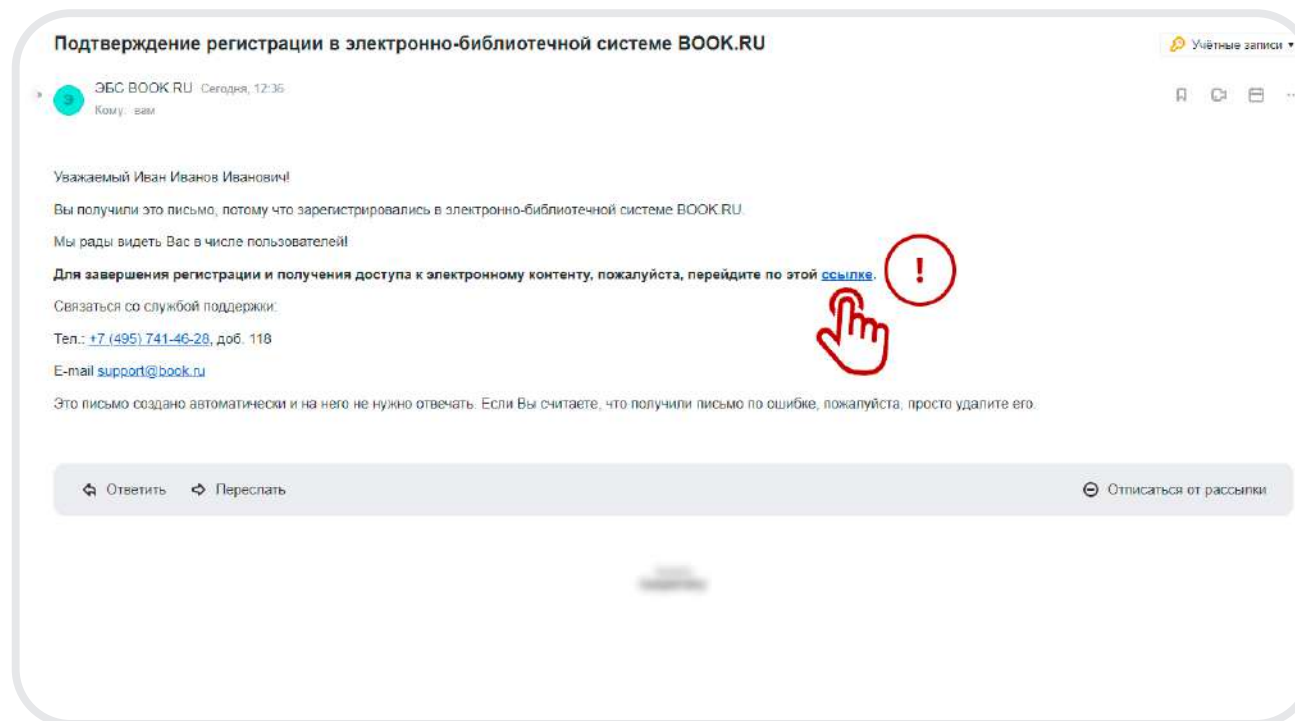 Подтверждение регистрации в электронно-библиотечной системе BOOK.RU
Учётные записи
ЭБС BOOK.RU Сегодня, 12:36
Э
Кому: вам
Уважаемый Иван Иванов Иванович!
Вы получили это письмо, потому что зарегистрировались в электронно-библиотечной системе BOOK.RU.
Мы рады видеть Вас в числе пользователей!
Для завершения регистрации и получения доступа к электронному контенту, пожалуйста, перейдите по этой ссылке.
!
Связаться со службой поддержки:
Тел.: +7 (495) 741-46-28, доб. 118
E-mail support@book.ru
Это письмо создано автоматически и на него не нужно отвечать. Если Вы считаете, что получили письмо по ошибке, пожалуйста, просто удалите его.
Ответить Переслать Отписаться от рассылки